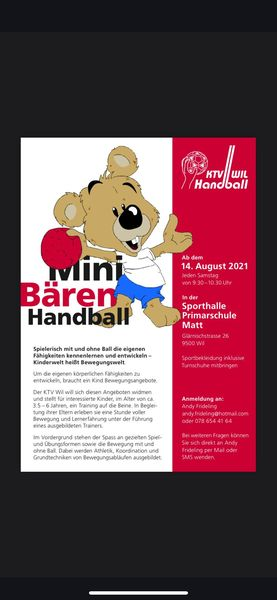 KTV WIL
Handball
Mini
Bären
Handball
Spielerisch mit und ohne Ball die eigenen
Fähigkeiten kennenlernen und entwickeln –
Kinderwelt heißt Bewegungswelt.
Um die eigenen körperlichen Fähigkeiten zu
entwickeln, braucht ein Kind Bewegungsangebote.
Der KTV Wil will sich diesen Angeboten widmen
und stellt für interessierte Kinder, im Alter von ca.
3.5 – 6 Jahren, ein Training auf die Beine. In Beglei-
tung ihrer Eltern erleben sie eine Stunde voller
Bewegung und Lernerfahrung unter der Führung
eines ausgebildeten Trainers.
Im Vordergrund stehen der Spass an gezielten Spiel-
und Übungsformen sowie die Bewegung mit und
ohne Ball. Dabei werden Athletik, Koordination und
Grundtechniken von Bewegungsabläufen ausgebildet.
Ab dem
14. August 2021
Jeden Samstag
von 9.30 – 10.30 Uhr
In der
Sporthalle
Primarschule
Matt
Glärnischstrasse 26
9500 Wil
Sportbekleidung inklusive
Turnschuhe mitbringen
Anmeldung an:
Andy Frideling
andy.frideling@hotmail.com
oder 078 654 41 64
Bei weiteren Fragen können
Sie sich direkt an Andy
Frideling per Mail oder
SMS wenden.